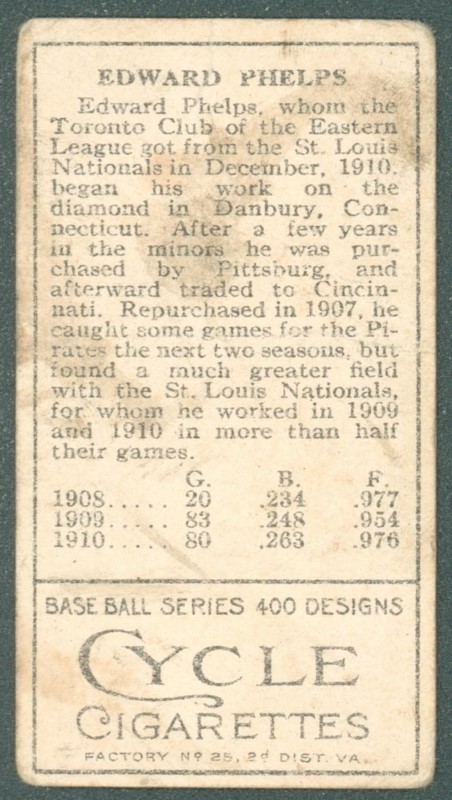 EDWARD PHELPS
Edward Phelps, whom the
Toronto Club of the Eastern
League got from the St. Louis
Nationals in December, 1910,
began his work on the
diamond in Danbury, Con-
necticut. After a few years
in the minors he was pur-
chased by Pittsburg, and
afterward traded to Cincin-
nati. Repurchased in 1907, he
caught some games for the Pi-
rates the next two seasons, but
found a much greater field
with the St. Louis Nationals,
for whom he worked in 1909
and 1910 in more than half
their games.
G. B. F.
1908..... 20 .234 .977
1909..... 83 .248 .954
1910..... 80 .263 .976
BASE BALL SERIES 400 DESIGNS
CYCLE
CIGARETTES
FACTORY Nº 25, 2d DIST. VA.